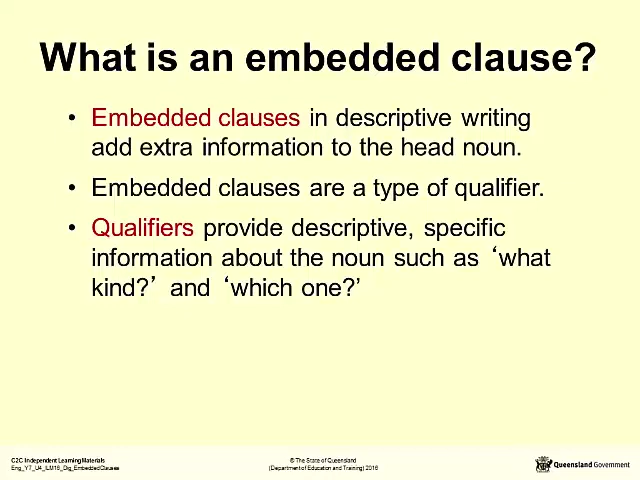 What is an embedded clause?
• Embedded clauses in descriptive writing
add extra information to the head noun.
• Embedded clauses are a type of qualifier.
• Qualifiers provide descriptive, specific
information about the noun such as ‘what
kind?’ and ‘which one?’
C2C Independent Learning Materials
Eng_Y7_U4_ILM16_Dig_EmbeddedClauses
© The State of Queensland
(Department of Education and Training) 2016
Queensland Government